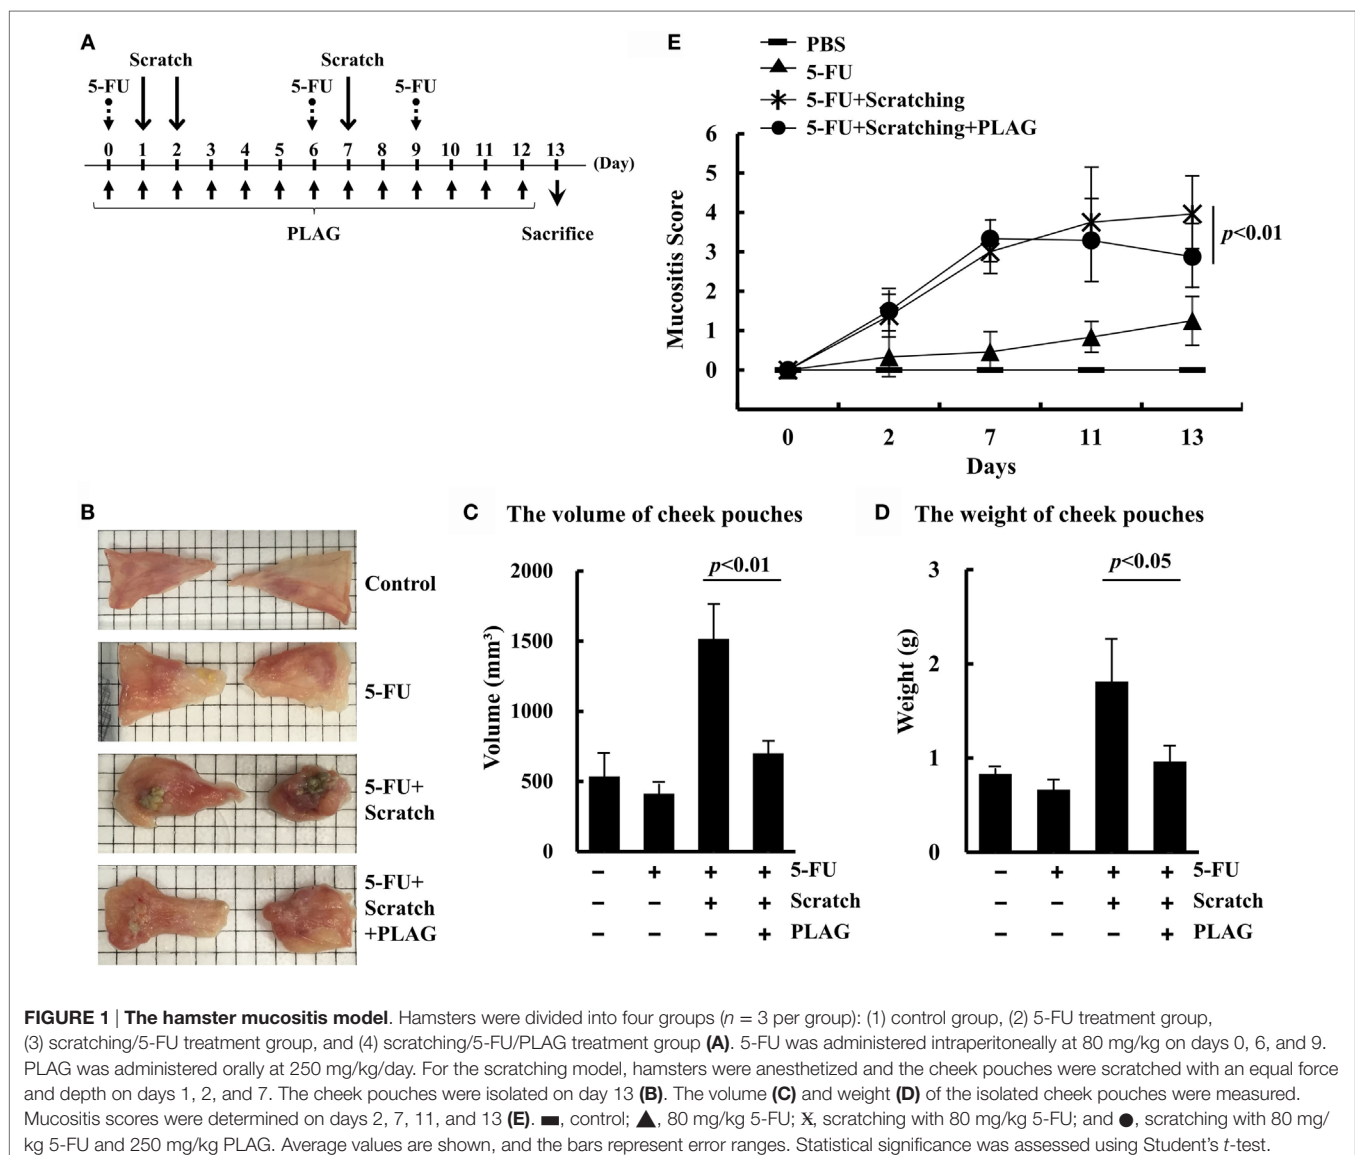 A
Scratch
Scratch
5-FU
5-FU
5-FU
0 1 2 3 4 5 6 7 8 9 10 11 12 13 (Day)
PLAG
Sacrifice
E
PBS
5-FU
5-FU+Scratching
5-FU+Scratching+PLAG
Mucositis Score
6
5
4
3
2
1
0
p<0.01
0 2 7 11 13
Days
B
Control
5-FU
5-FU+
Scratch
5-FU+
Scratch
+PLAG
C The volume of cheek pouches
Volume (mm³)
2000
1500
1000
500
0
p<0.01
– + + + 5-FU
– – + + Scratch
– – – + PLAG
D The weight of cheek pouches
Weight (g)
3
2
1
0
p<0.05
– + + + 5-FU
– – + + Scratch
– – – + PLAG
FIGURE 1 | The hamster mucositis model. Hamsters were divided into four groups (n = 3 per group): (1) control group, (2) 5-FU treatment group,
(3) scratching/5-FU treatment group, and (4) scratching/5-FU/PLAG treatment group (A). 5-FU was administered intraperitoneally at 80 mg/kg on days 0, 6, and 9.
PLAG was administered orally at 250 mg/kg/day. For the scratching model, hamsters were anesthetized and the cheek pouches were scratched with an equal force
and depth on days 1, 2, and 7. The cheek pouches were isolated on day 13 (B). The volume (C) and weight (D) of the isolated cheek pouches were measured.
Mucositis scores were determined on days 2, 7, 11, and 13 (E). ▬, control; ▲, 80 mg/kg 5-FU; X, scratching with 80 mg/kg 5-FU; and ●, scratching with 80 mg/
kg 5-FU and 250 mg/kg PLAG. Average values are shown, and the bars represent error ranges. Statistical significance was assessed using Student's t-test.